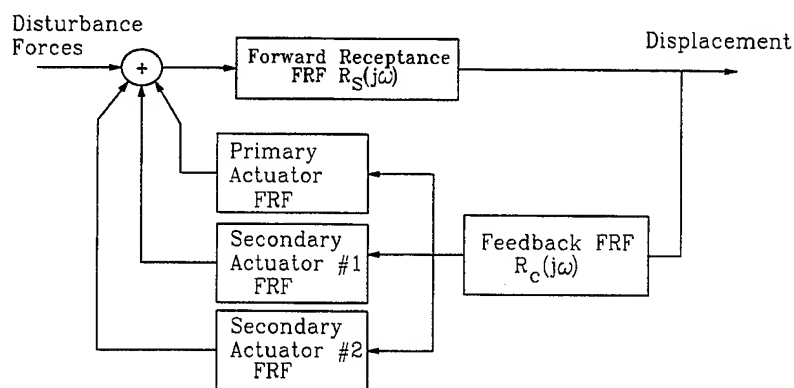 Disturbance
Forces
+
Forward Receptance
FRF R_S(jω)
Displacement
Primary
Actuator
FRF
Secondary
Actuator #1
FRF
Feedback FRF
R_c(jω)
Secondary
Actuator #2
FRF